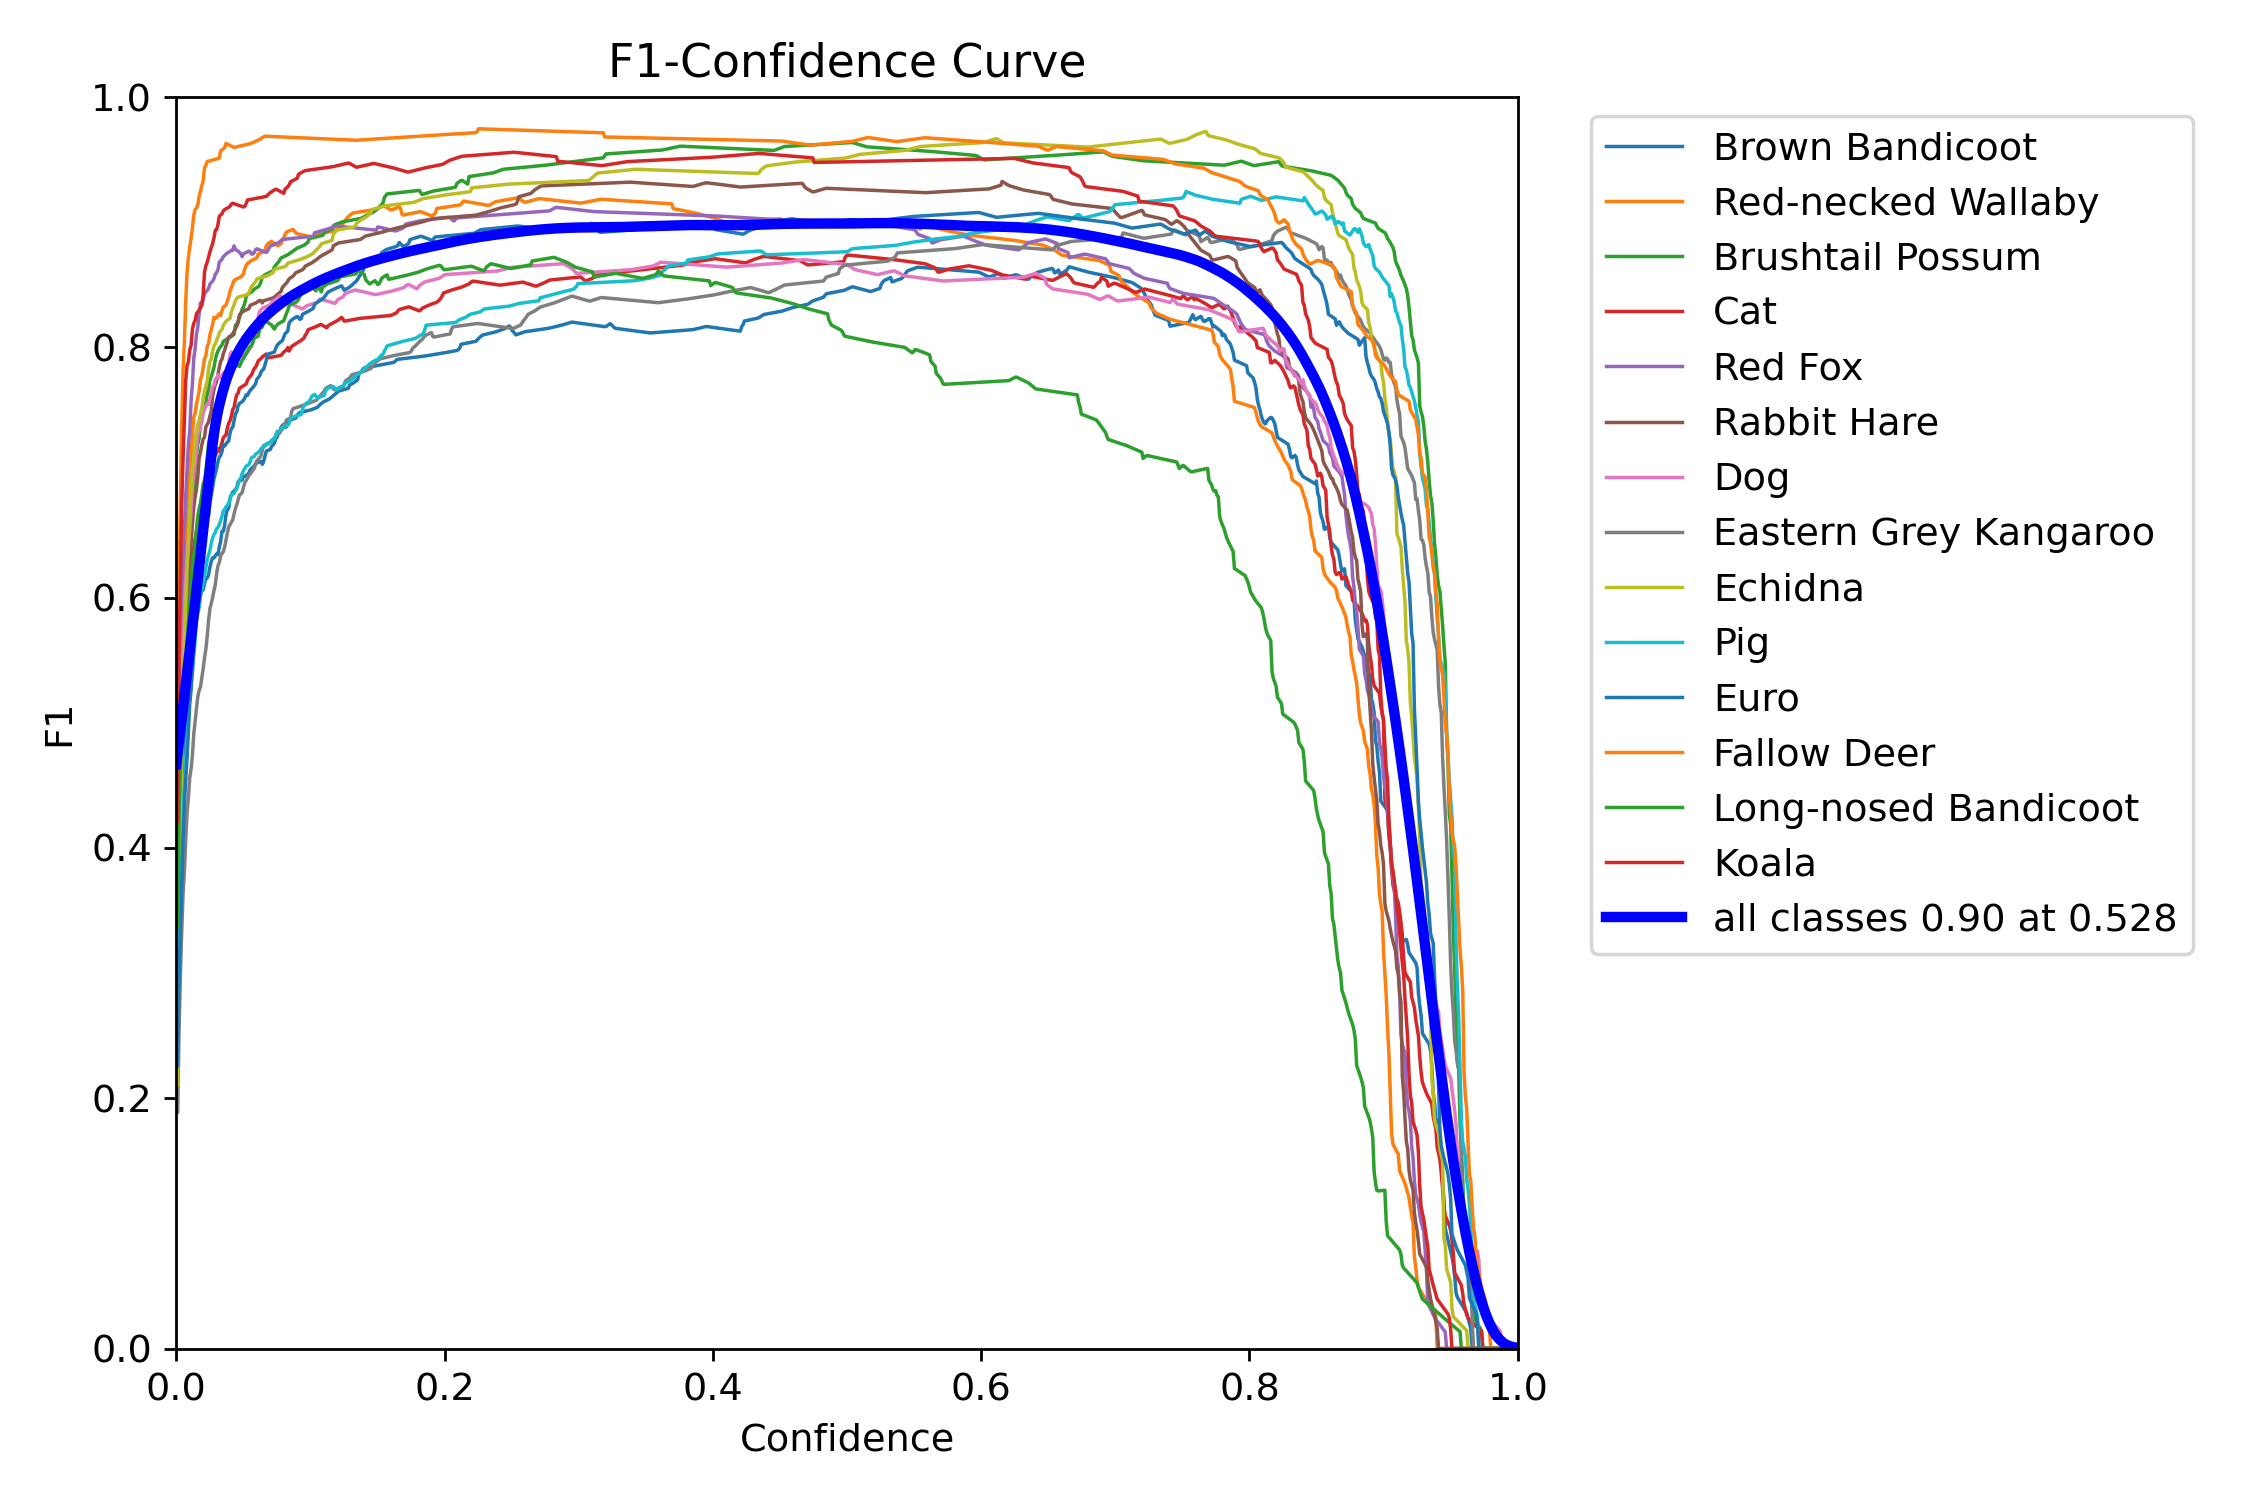 F1-Confidence Curve
1.0
0.8
0.6
0.4
0.2
0.0
F1
0.0 0.2 0.4 0.6 0.8 1.0
Confidence
Brown Bandicoot
Red-necked Wallaby
Brushtail Possum
Cat
Red Fox
Rabbit Hare
Dog
Eastern Grey Kangaroo
Echidna
Pig
Euro
Fallow Deer
Long-nosed Bandicoot
Koala
all classes 0.90 at 0.528